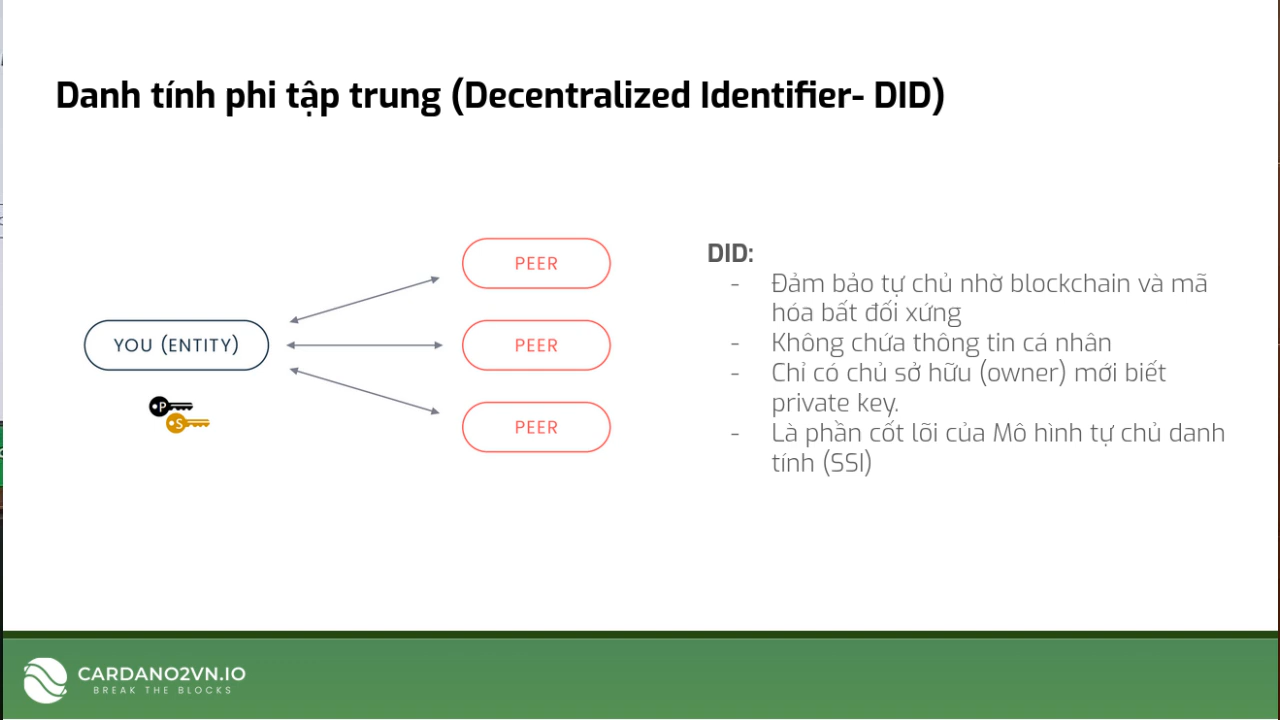 Danh tính phi tập trung (Decentralized Identifier- DID)
YOU (ENTITY)
P
S
PEER
PEER
PEER
DID:
- Đảm bảo tự chủ nhờ blockchain và mã
hóa bất đối xứng
- Không chứa thông tin cá nhân
- Chỉ có chủ sở hữu (owner) mới biết
private key.
- Là phần cốt lõi của Mô hình tự chủ danh
tính (SSI)
CARDANO2VN.IO
BREAK THE BLOCKS